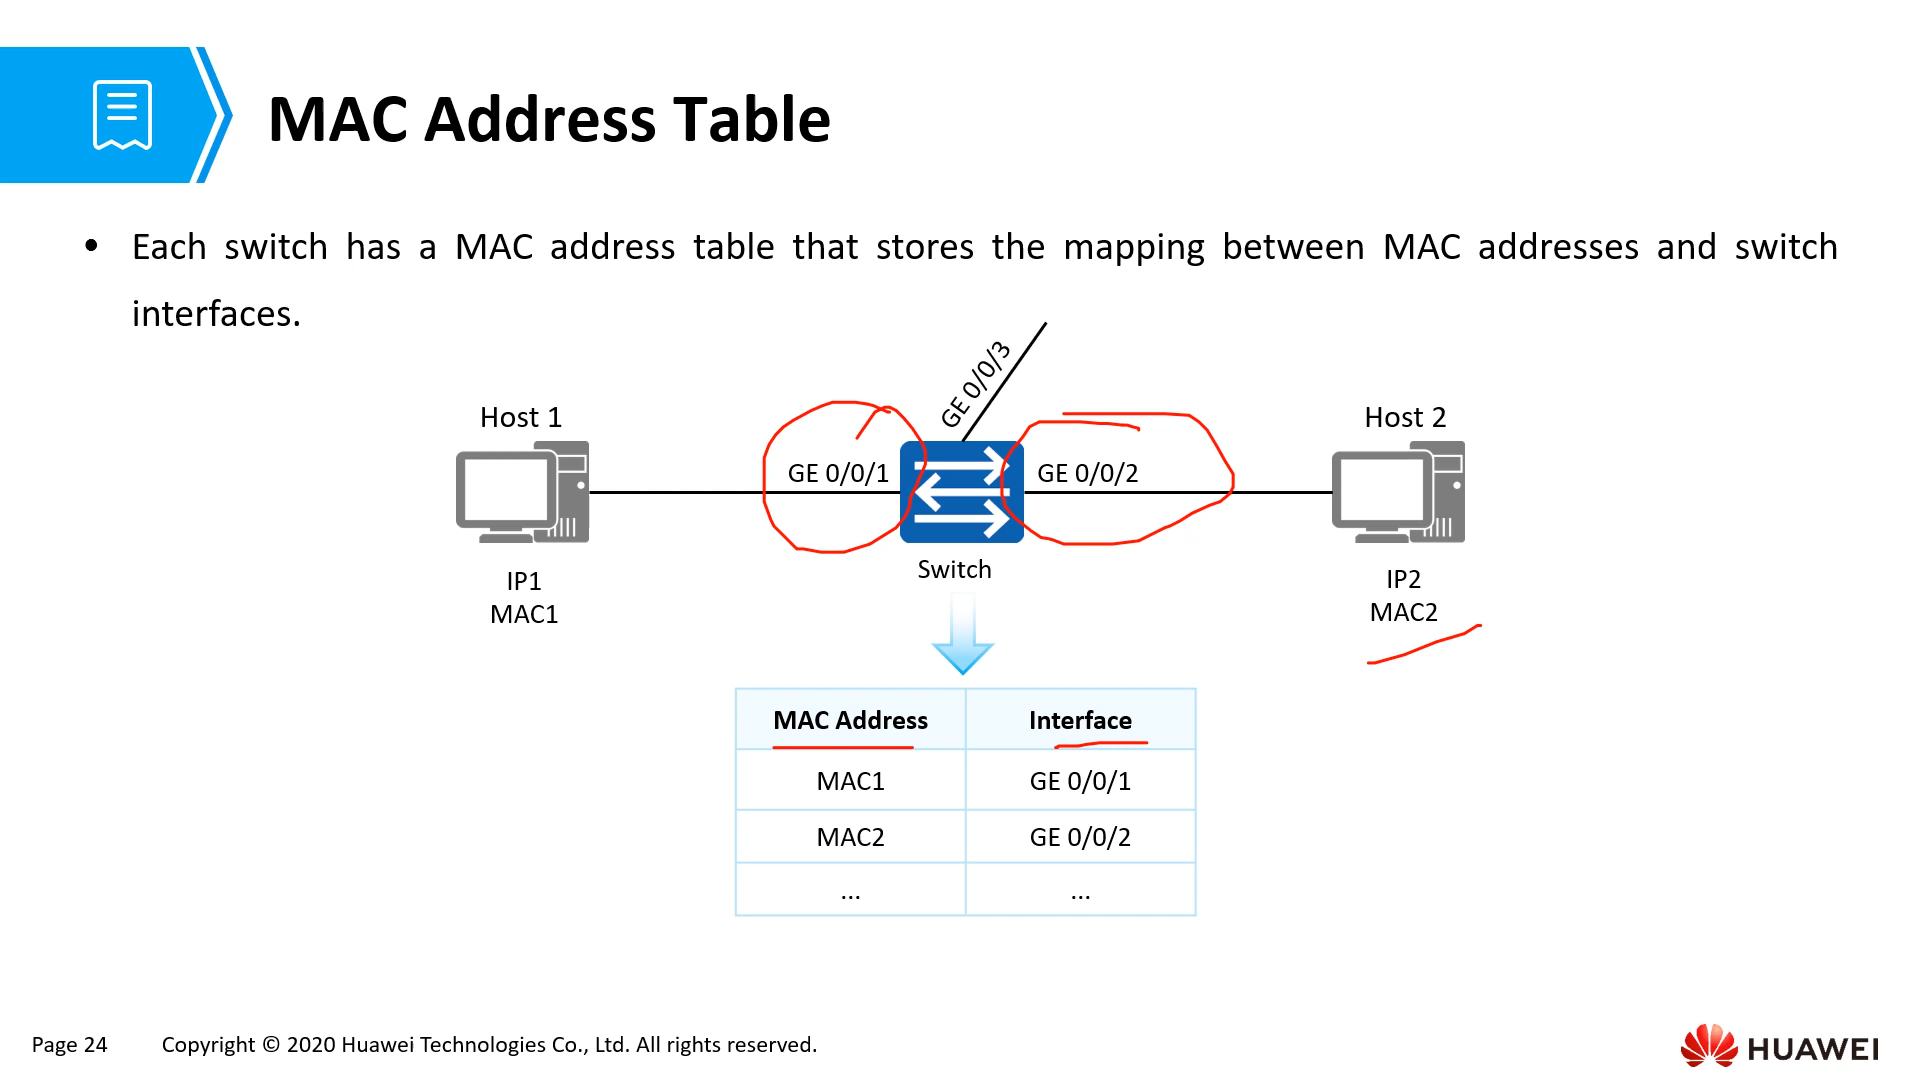 MAC Address Table
• Each switch has a MAC address table that stores the mapping between MAC addresses and switch
interfaces.
GE 0/0/3
Host 1
Host 2
GE 0/0/1
GE 0/0/2
Switch
IP1
MAC1
IP2
MAC2
MAC Address Interface
MAC1 GE 0/0/1
MAC2 GE 0/0/2
... ...
Page 24 Copyright © 2020 Huawei Technologies Co., Ltd. All rights reserved.
HUAWEI